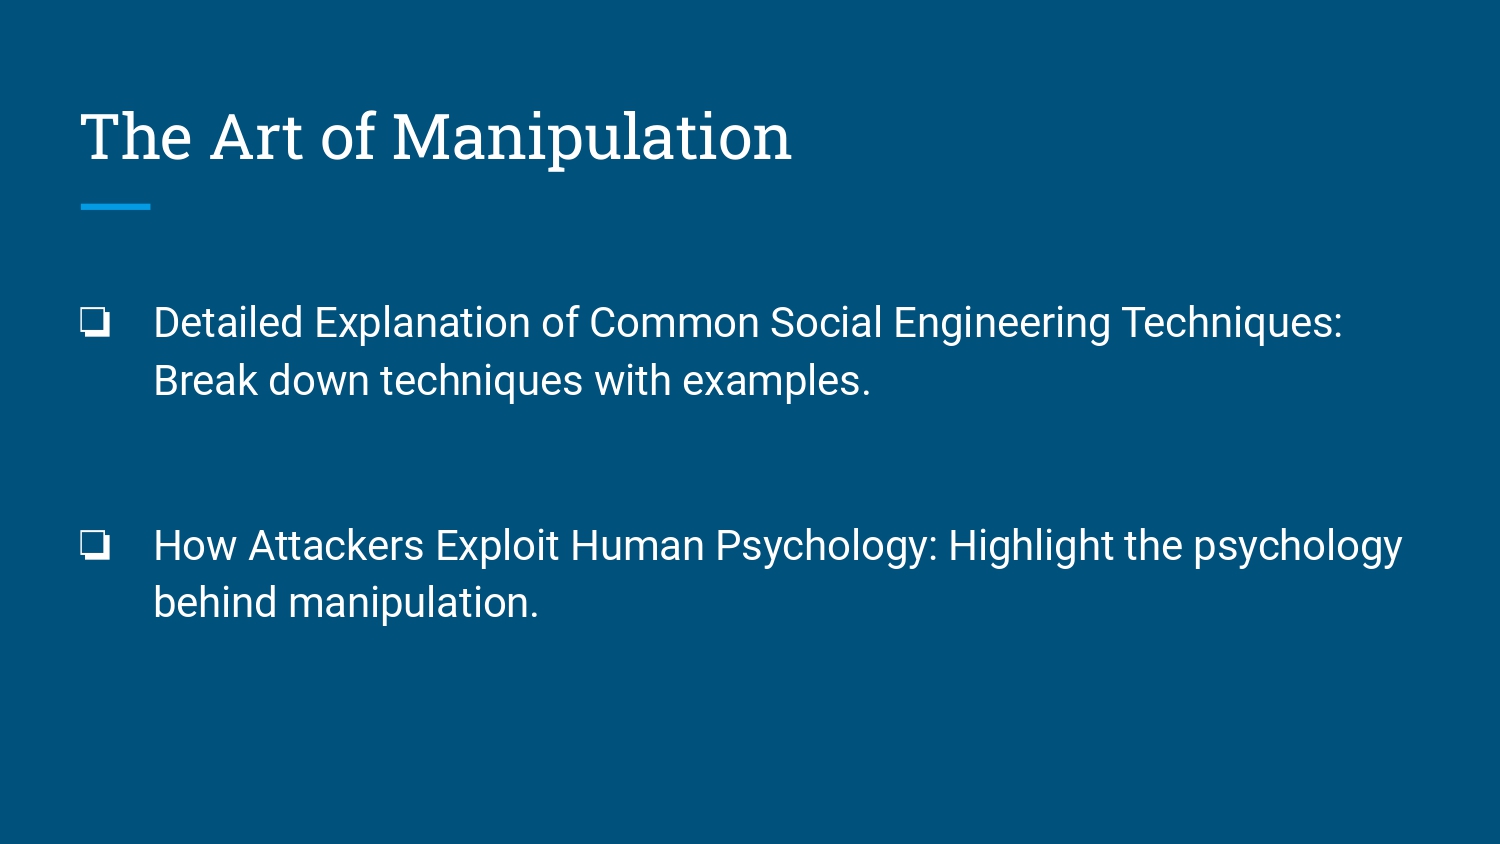 The Art of Manipulation
❏ Detailed Explanation of Common Social Engineering Techniques:
Break down techniques with examples.
❏ How Attackers Exploit Human Psychology: Highlight the psychology
behind manipulation.